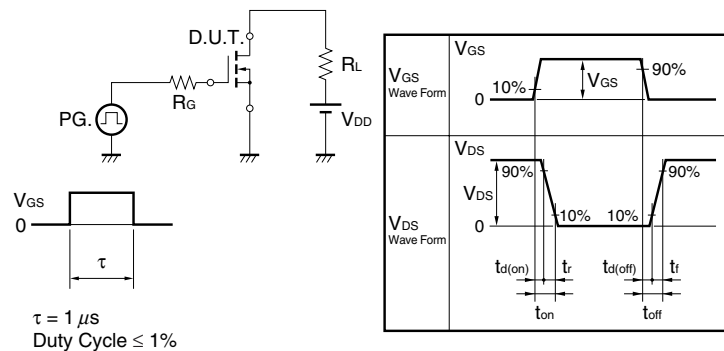 D.U.T.
RL
RG
PG.
VDD
VGS
0
τ
τ = 1 μs
Duty Cycle ≤ 1%
VGS
Wave Form
VGS
10%
VGS
90%
0
VDS
Wave Form
VDS
90%
VDS
90%
10%
10%
0
td(on)
tr
td(off)
tf
ton
toff